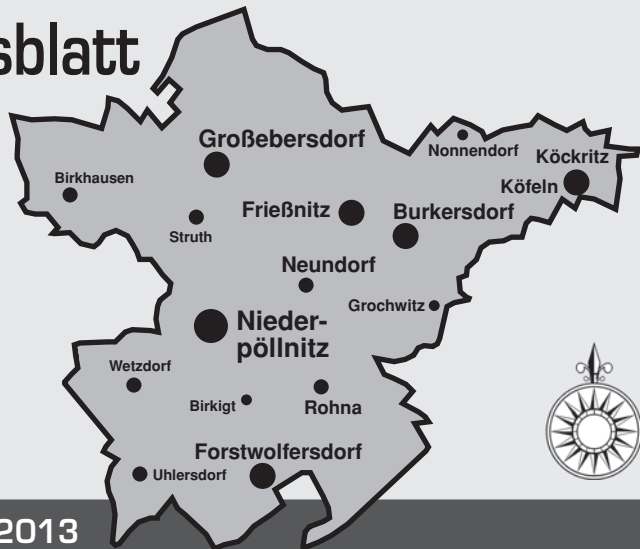 sblatt
Großebersdorf
Nonnendorf
Köckritz
Birkhausen
Köfeln
Frießnitz
Burkersdorf
Struth
Neundorf
Grochwitz
Nieder-
pöllnitz
Wetzdorf
Birkigt
Rohna
Forstwolfersdorf
Uhlersdorf
2013